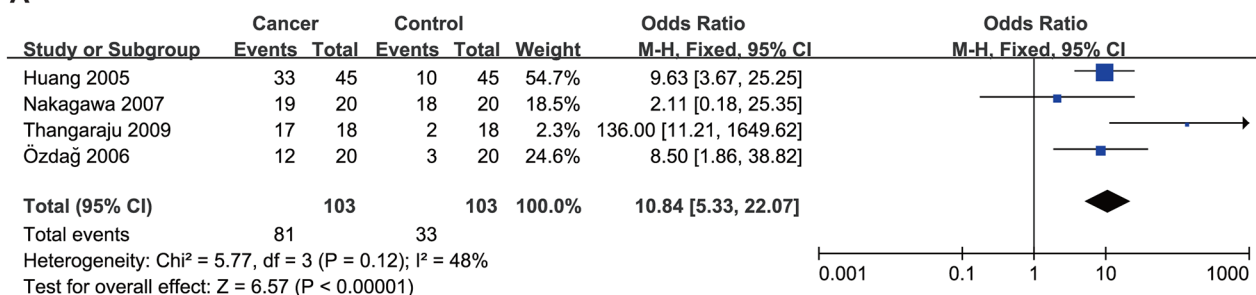 Cancer Control Odds Ratio Odds Ratio
Study or Subgroup Events Total Events Total Weight M-H, Fixed, 95% CI M-H, Fixed, 95% CI
Huang 2005 33 45 10 45 54.7% 9.63 [3.67, 25.25]
Nakagawa 2007 19 20 18 20 18.5% 2.11 [0.18, 25.35]
Thangaraju 2009 17 18 2 18 2.3% 136.00 [11.21, 1649.62]
Özdağ 2006 12 20 3 20 24.6% 8.50 [1.86, 38.82]
Total (95% CI) 103 103 100.0% 10.84 [5.33, 22.07]
Total events 81 33
Heterogeneity: Chi² = 5.77, df = 3 (P = 0.12); I² = 48%
Test for overall effect: Z = 6.57 (P < 0.00001)
0.001 0.1 1 10 1000